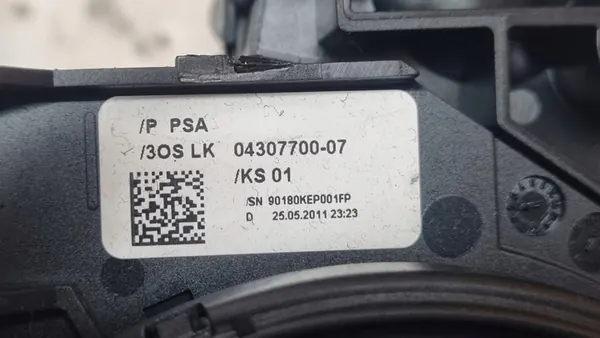 /P PSA
/3OS LK 04307700-07
/KS 01
/SN 90180KEP001FP
D 25.05.2011 23:23